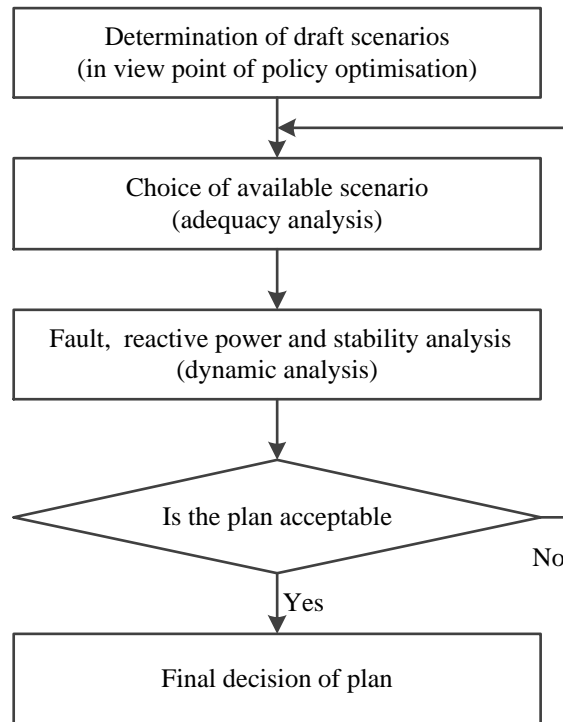 Determination of draft scenarios
(in view point of policy optimisation)
Choice of available scenario
(adequacy analysis)
Fault, reactive power and stability analysis
(dynamic analysis)
Is the plan acceptable
No
Yes
Final decision of plan